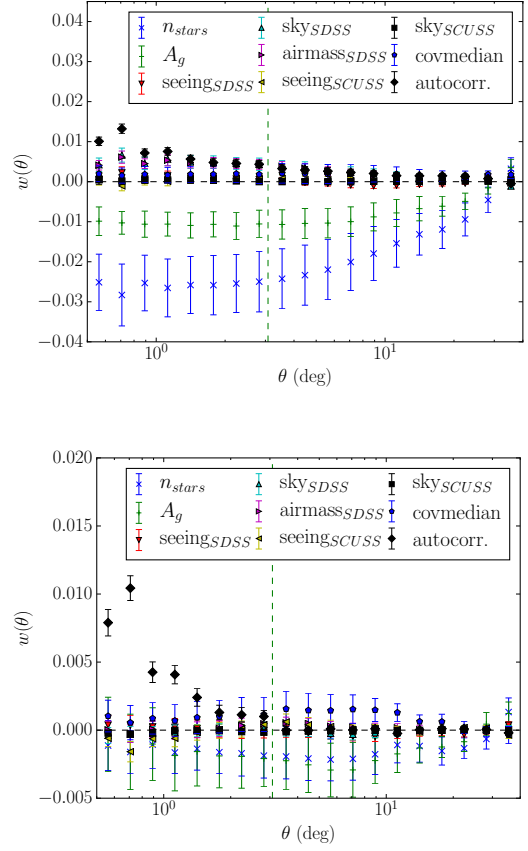 0.04
0.03
0.02
0.01
0.00
−0.01
−0.02
−0.03
−0.04
w(θ)
n_stars sky_SDSS sky_SCUSS
A_g airmass_SDSS covmedian
seeing_SDSS seeing_SCUSS autocorr.
10^0 10^1
θ (deg)
0.020
0.015
0.010
0.005
0.000
−0.005
w(θ)
n_stars sky_SDSS sky_SCUSS
A_g airmass_SDSS covmedian
seeing_SDSS seeing_SCUSS autocorr.
10^0 10^1
θ (deg)